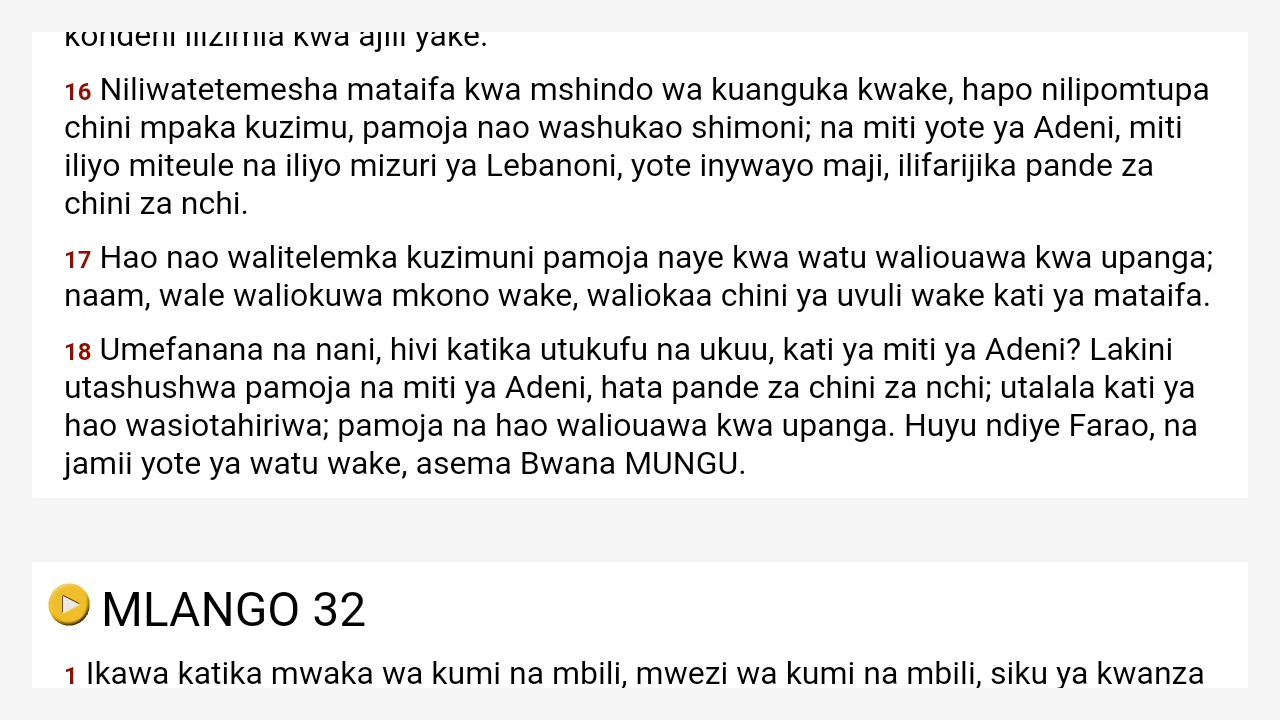 kondeni ilizimia kwa ajili yake.
16 Niliwatetemesha mataifa kwa mshindo wa kuanguka kwake, hapo nilipomtupa
chini mpaka kuzimu, pamoja nao washukao shimoni; na miti yote ya Adeni, miti
iliyo miteule na iliyo mizuri ya Lebanoni, yote inywayo maji, ilifarijika pande za
chini za nchi.
17 Hao nao walitelemka kuzimuni pamoja naye kwa watu waliouawa kwa upanga;
naam, wale waliokuwa mkono wake, waliokaa chini ya uvuli wake kati ya mataifa.
18 Umefanana na nani, hivi katika utukufu na ukuu, kati ya miti ya Adeni? Lakini
utashushwa pamoja na miti ya Adeni, hata pande za chini za nchi; utalala kati ya
hao wasiotahiriwa; pamoja na hao waliouawa kwa upanga. Huyu ndiye Farao, na
jamii yote ya watu wake, asema Bwana MUNGU.
MLANGO 32
1 Ikawa katika mwaka wa kumi na mbili, mwezi wa kumi na mbili, siku ya kwanza